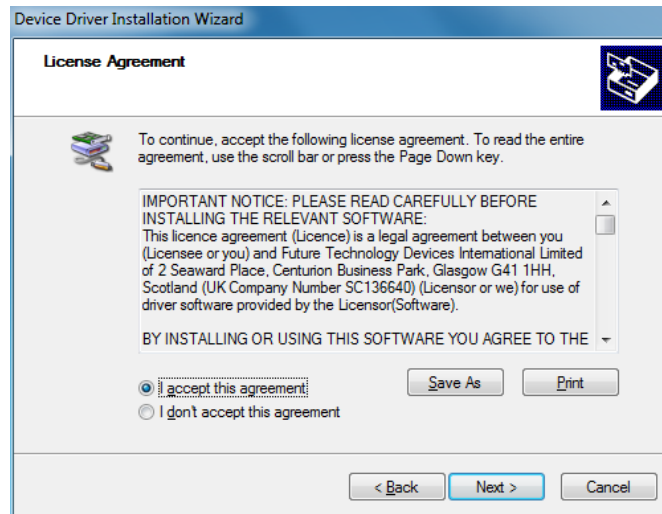 Device Driver Installation Wizard
License Agreement
To continue, accept the following license agreement. To read the entire
agreement, use the scroll bar or press the Page Down key.
IMPORTANT NOTICE: PLEASE READ CAREFULLY BEFORE
INSTALLING THE RELEVANT SOFTWARE:
This licence agreement (Licence) is a legal agreement between you
(Licensee or you) and Future Technology Devices International Limited
of 2 Seaward Place, Centurion Business Park, Glasgow G41 1HH,
Scotland (UK Company Number SC136640) (Licensor or we) for use of
driver software provided by the Licensor(Software).
BY INSTALLING OR USING THIS SOFTWARE YOU AGREE TO THE
I accept this agreement
Save As
Print
I don't accept this agreement
< Back
Next >
Cancel